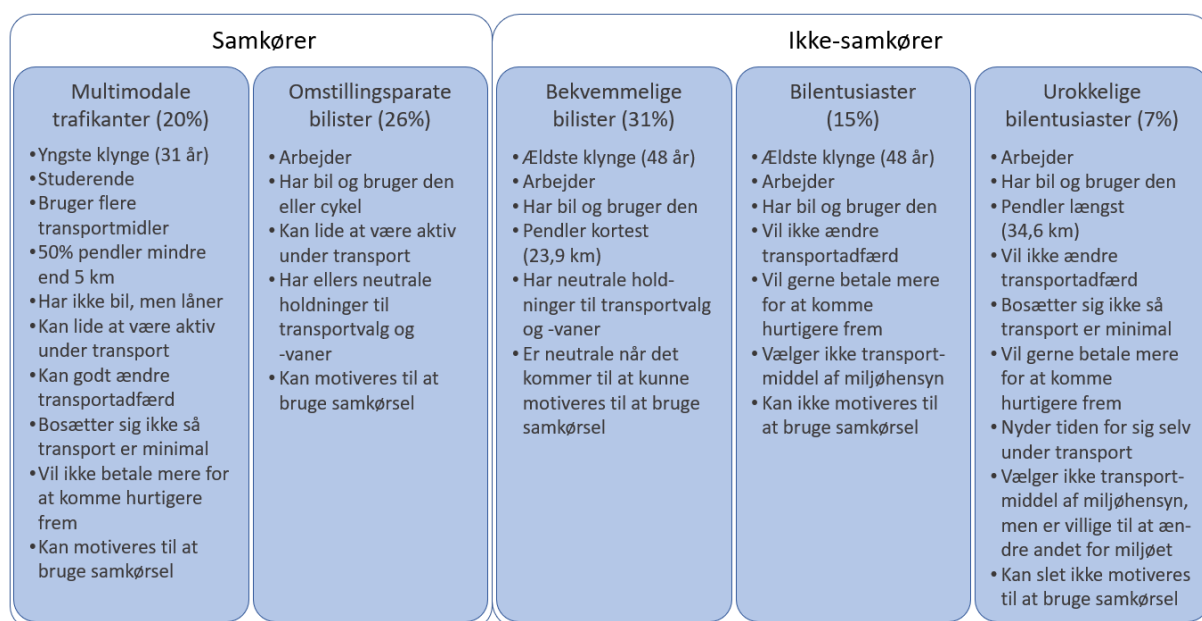 Samkører
Ikke-samkører
Multimodale
trafikanter (20%)
• Yngste klynge (31 år)
• Studerende
• Bruger flere
transportmidler
• 50% pendler mindre
end 5 km
• Har ikke bil, men låner
• Kan lide at være aktiv
under transport
• Kan godt ændre
transportadfærd
• Bosætter sig ikke så
transport er minimal
• Vil ikke betale mere for
at komme hurtigere
frem
• Kan motiveres til at
bruge samkørsel
Omstillingsparate
bilister (26%)
• Arbejder
• Har bil og bruger den
eller cykel
• Kan lide at være aktiv
under transport
• Har ellers neutrale
holdninger til
transportvalg og
-vaner
• Kan motiveres til at
bruge samkørsel
Bekvemmelige
bilister (31%)
• Ældste klynge (48 år)
• Arbejder
• Har bil og bruger den
• Pendler kortest
(23,9 km)
• Har neutrale hold-
ninger til transportvalg
og -vaner
• Er neutrale når det
kommer til at kunne
motiveres til at bruge
samkørsel
Bilentusiaster
(15%)
• Ældste klynge (48 år)
• Arbejder
• Har bil og bruger den
• Vil ikke ændre
transportadfærd
• Vil gerne betale mere
for at komme
hurtigere frem
• Vælger ikke transport-
middel af miljøhensyn
• Kan ikke motiveres til
at bruge samkørsel
Urokkelige
bilentusiaster (7%)
• Arbejder
• Har bil og bruger den
• Pendler længst
(34,6 km)
• Vil ikke ændre
transportadfærd
• Bosætter sig ikke så
transport er minimal
• Vil gerne betale mere
for at komme
hurtigere frem
• Nyder tiden for sig selv
under transport
• Vælger ikke transport-
middel af miljøhensyn,
men er villige til at æn-
dre andet for miljøet
• Kan slet ikke motiveres
til at bruge samkørsel